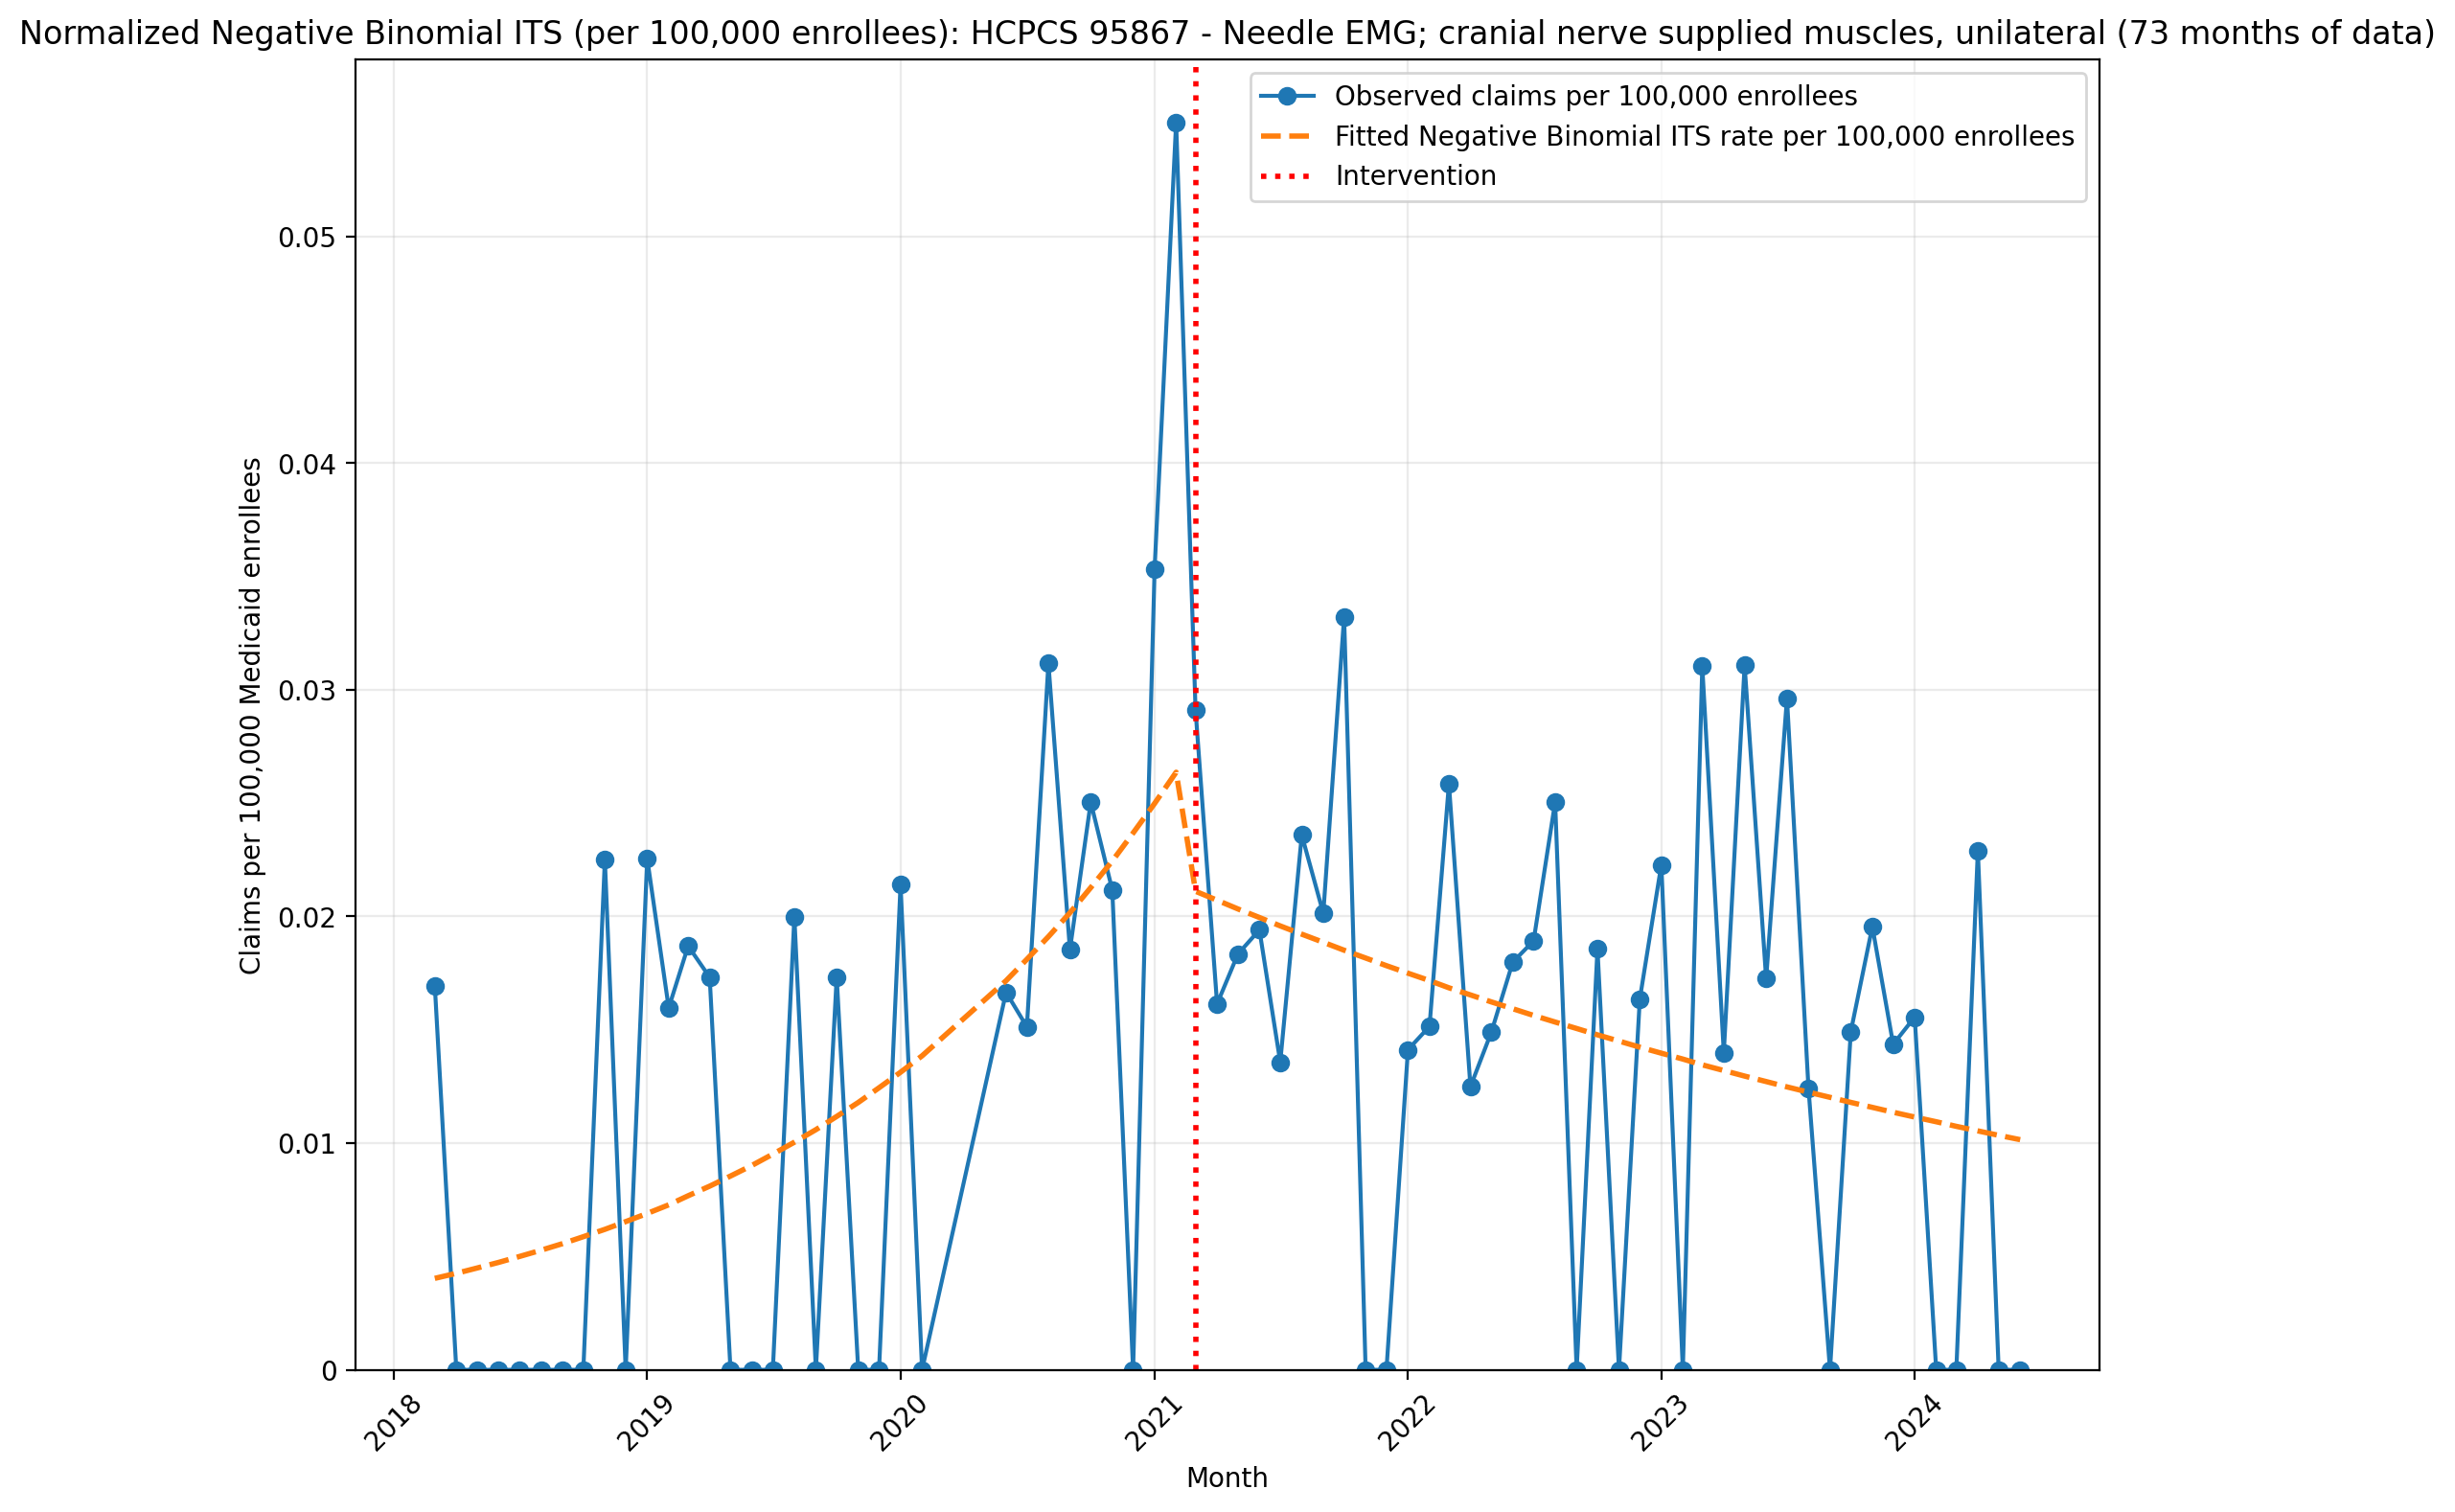 Normalized Negative Binomial ITS (per 100,000 enrollees): HCPCS 95867 - Needle EMG; cranial nerve supplied muscles, unilateral (73 months of data)
Observed claims per 100,000 enrollees
Fitted Negative Binomial ITS rate per 100,000 enrollees
Intervention
Claims per 100,000 Medicaid enrollees
0.05
0.04
0.03
0.02
0.01
0
2018
2019
2020
2021
2022
2023
2024
Month